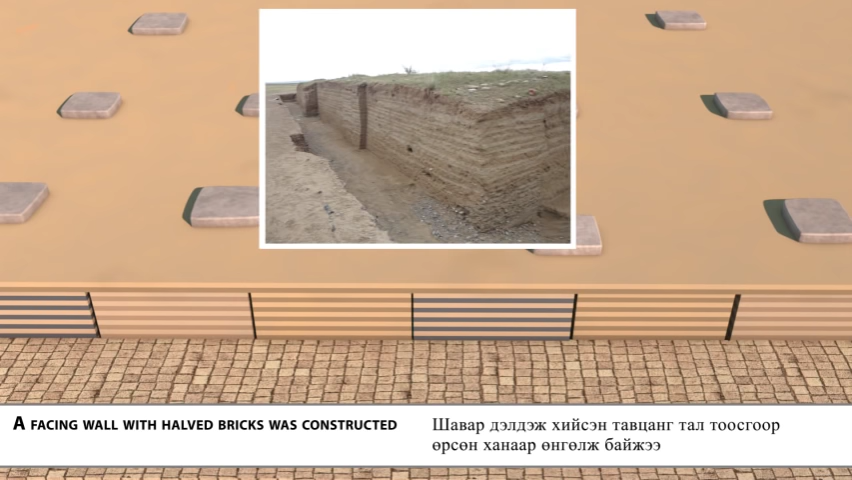 A FACING WALL WITH HALVED BRICKS WAS CONSTRUCTED
Шавар дэлдэж хийсэн тавцанг тал тоосгоор
өрсөн ханаар өнгөлж байжээ